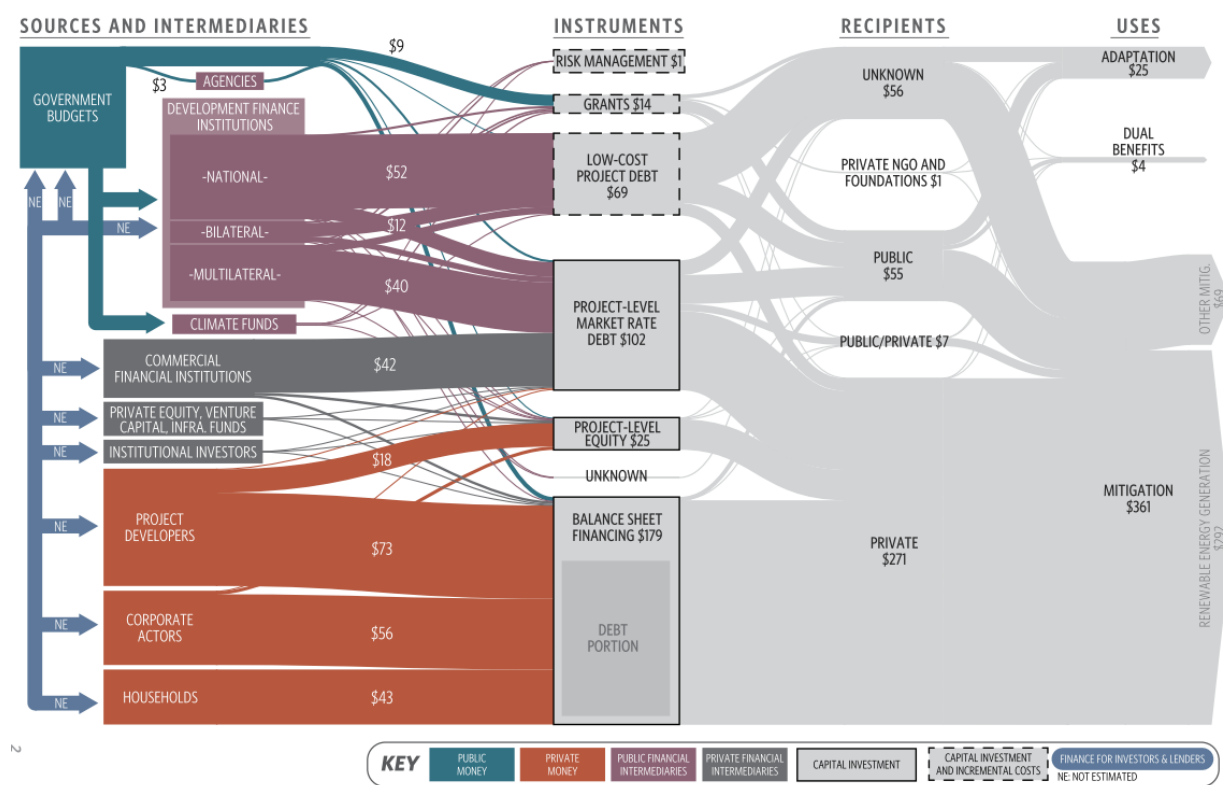 SOURCES AND INTERMEDIARIES
INSTRUMENTS
RECIPIENTS
USES
GOVERNMENT
BUDGETS
$3
$9
AGENCIES
DEVELOPMENT FINANCE
INSTITUTIONS
-NATIONAL-
$52
-BILATERAL-
$12
-MULTILATERAL-
$40
CLIMATE FUNDS
NE
NE
NE
COMMERCIAL
FINANCIAL INSTITUTIONS
$42
NE
PRIVATE EQUITY, VENTURE
CAPITAL, INFRA. FUNDS
NE
INSTITUTIONAL INVESTORS
NE
$18
PROJECT
DEVELOPERS
NE
$73
CORPORATE
ACTORS
NE
$56
HOUSEHOLDS
NE
$43
RISK MANAGEMENT $1
GRANTS $14
LOW-COST
PROJECT DEBT
$69
PROJECT-LEVEL
MARKET RATE
DEBT $102
PROJECT-LEVEL
EQUITY $25
UNKNOWN
BALANCE SHEET
FINANCING $179
DEBT
PORTION
UNKNOWN
$56
PRIVATE NGO AND
FOUNDATIONS $1
PUBLIC
$55
PUBLIC/PRIVATE $7
PRIVATE
$271
ADAPTATION
$25
DUAL
BENEFITS
$4
OTHER MITIG.
$69
MITIGATION
$361
RENEWABLE ENERGY GENERATION
$292
2
KEY
PUBLIC
MONEY
PRIVATE
MONEY
PUBLIC FINANCIAL
INTERMEDIARIES
PRIVATE FINANCIAL
INTERMEDIARIES
CAPITAL INVESTMENT
CAPITAL INVESTMENT
AND INCREMENTAL COSTS
FINANCE FOR INVESTORS & LENDERS
NE: NOT ESTIMATED